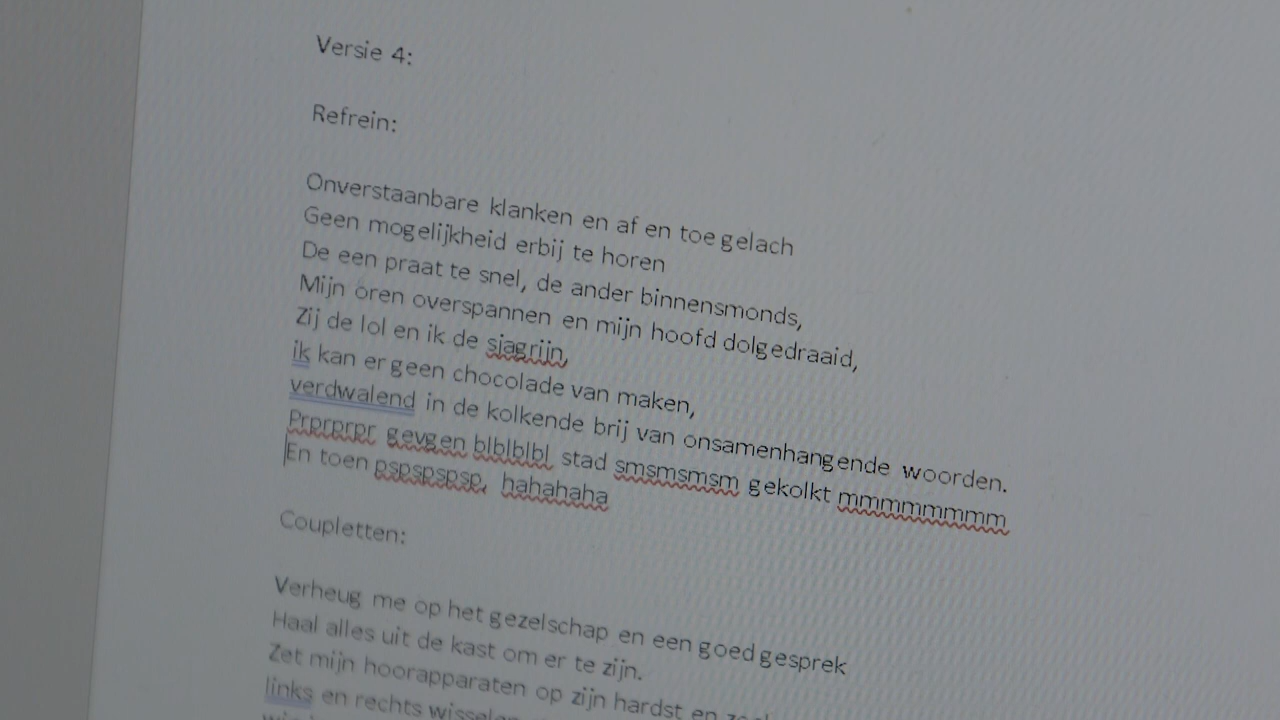 Versie 4:
Refrein:
Onverstaanbare klanken en af en toe gelach
Geen mogelijkheid erbij te horen
De een praat te snel, de ander binnensmonds,
Mijn oren overspannen en mijn hoofd dolgedraaid,
Zij de lol en ik de sjagrijn,
ik kan er geen chocolade van maken,
verdwalend in de kolkende brij van onsamenhangende woorden.
Prprprpr gevgen blblblbl stad smsmsmsm gekolkt mmmmmmmmm
En toen pspspspsp, hahahaha
Coupletten:
Verheug me op het gezelschap en een goed gesprek
Haal alles uit de kast om er te zijn.
Zet mijn hoorapparaten op zijn hardst en
links en rechts